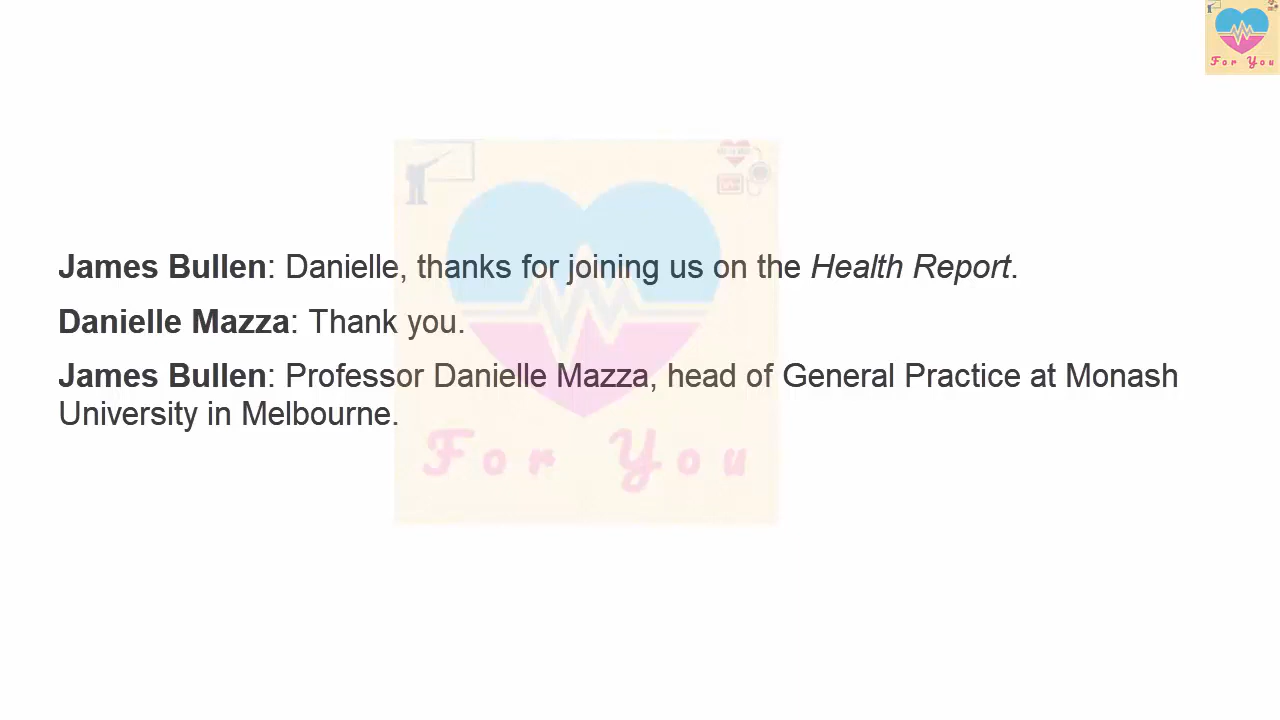 For You
James Bullen: Danielle, thanks for joining us on the Health Report.
Danielle Mazza: Thank you.
James Bullen: Professor Danielle Mazza, head of General Practice at Monash
University in Melbourne.
For You